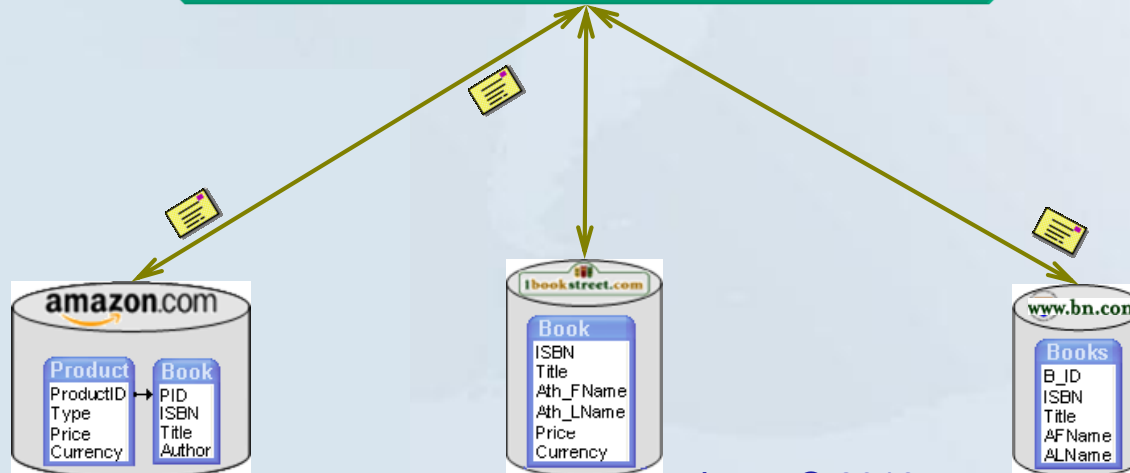 amazon.com
Product
ProductID
Type
Price
Currency
Book
PID
ISBN
Title
Author
1bookstreet.com
Book
ISBN
Title
Ath_FName
Ath_LName
Price
Currency
www.bn.com
Books
B_ID
ISBN
Title
AFName
ALName